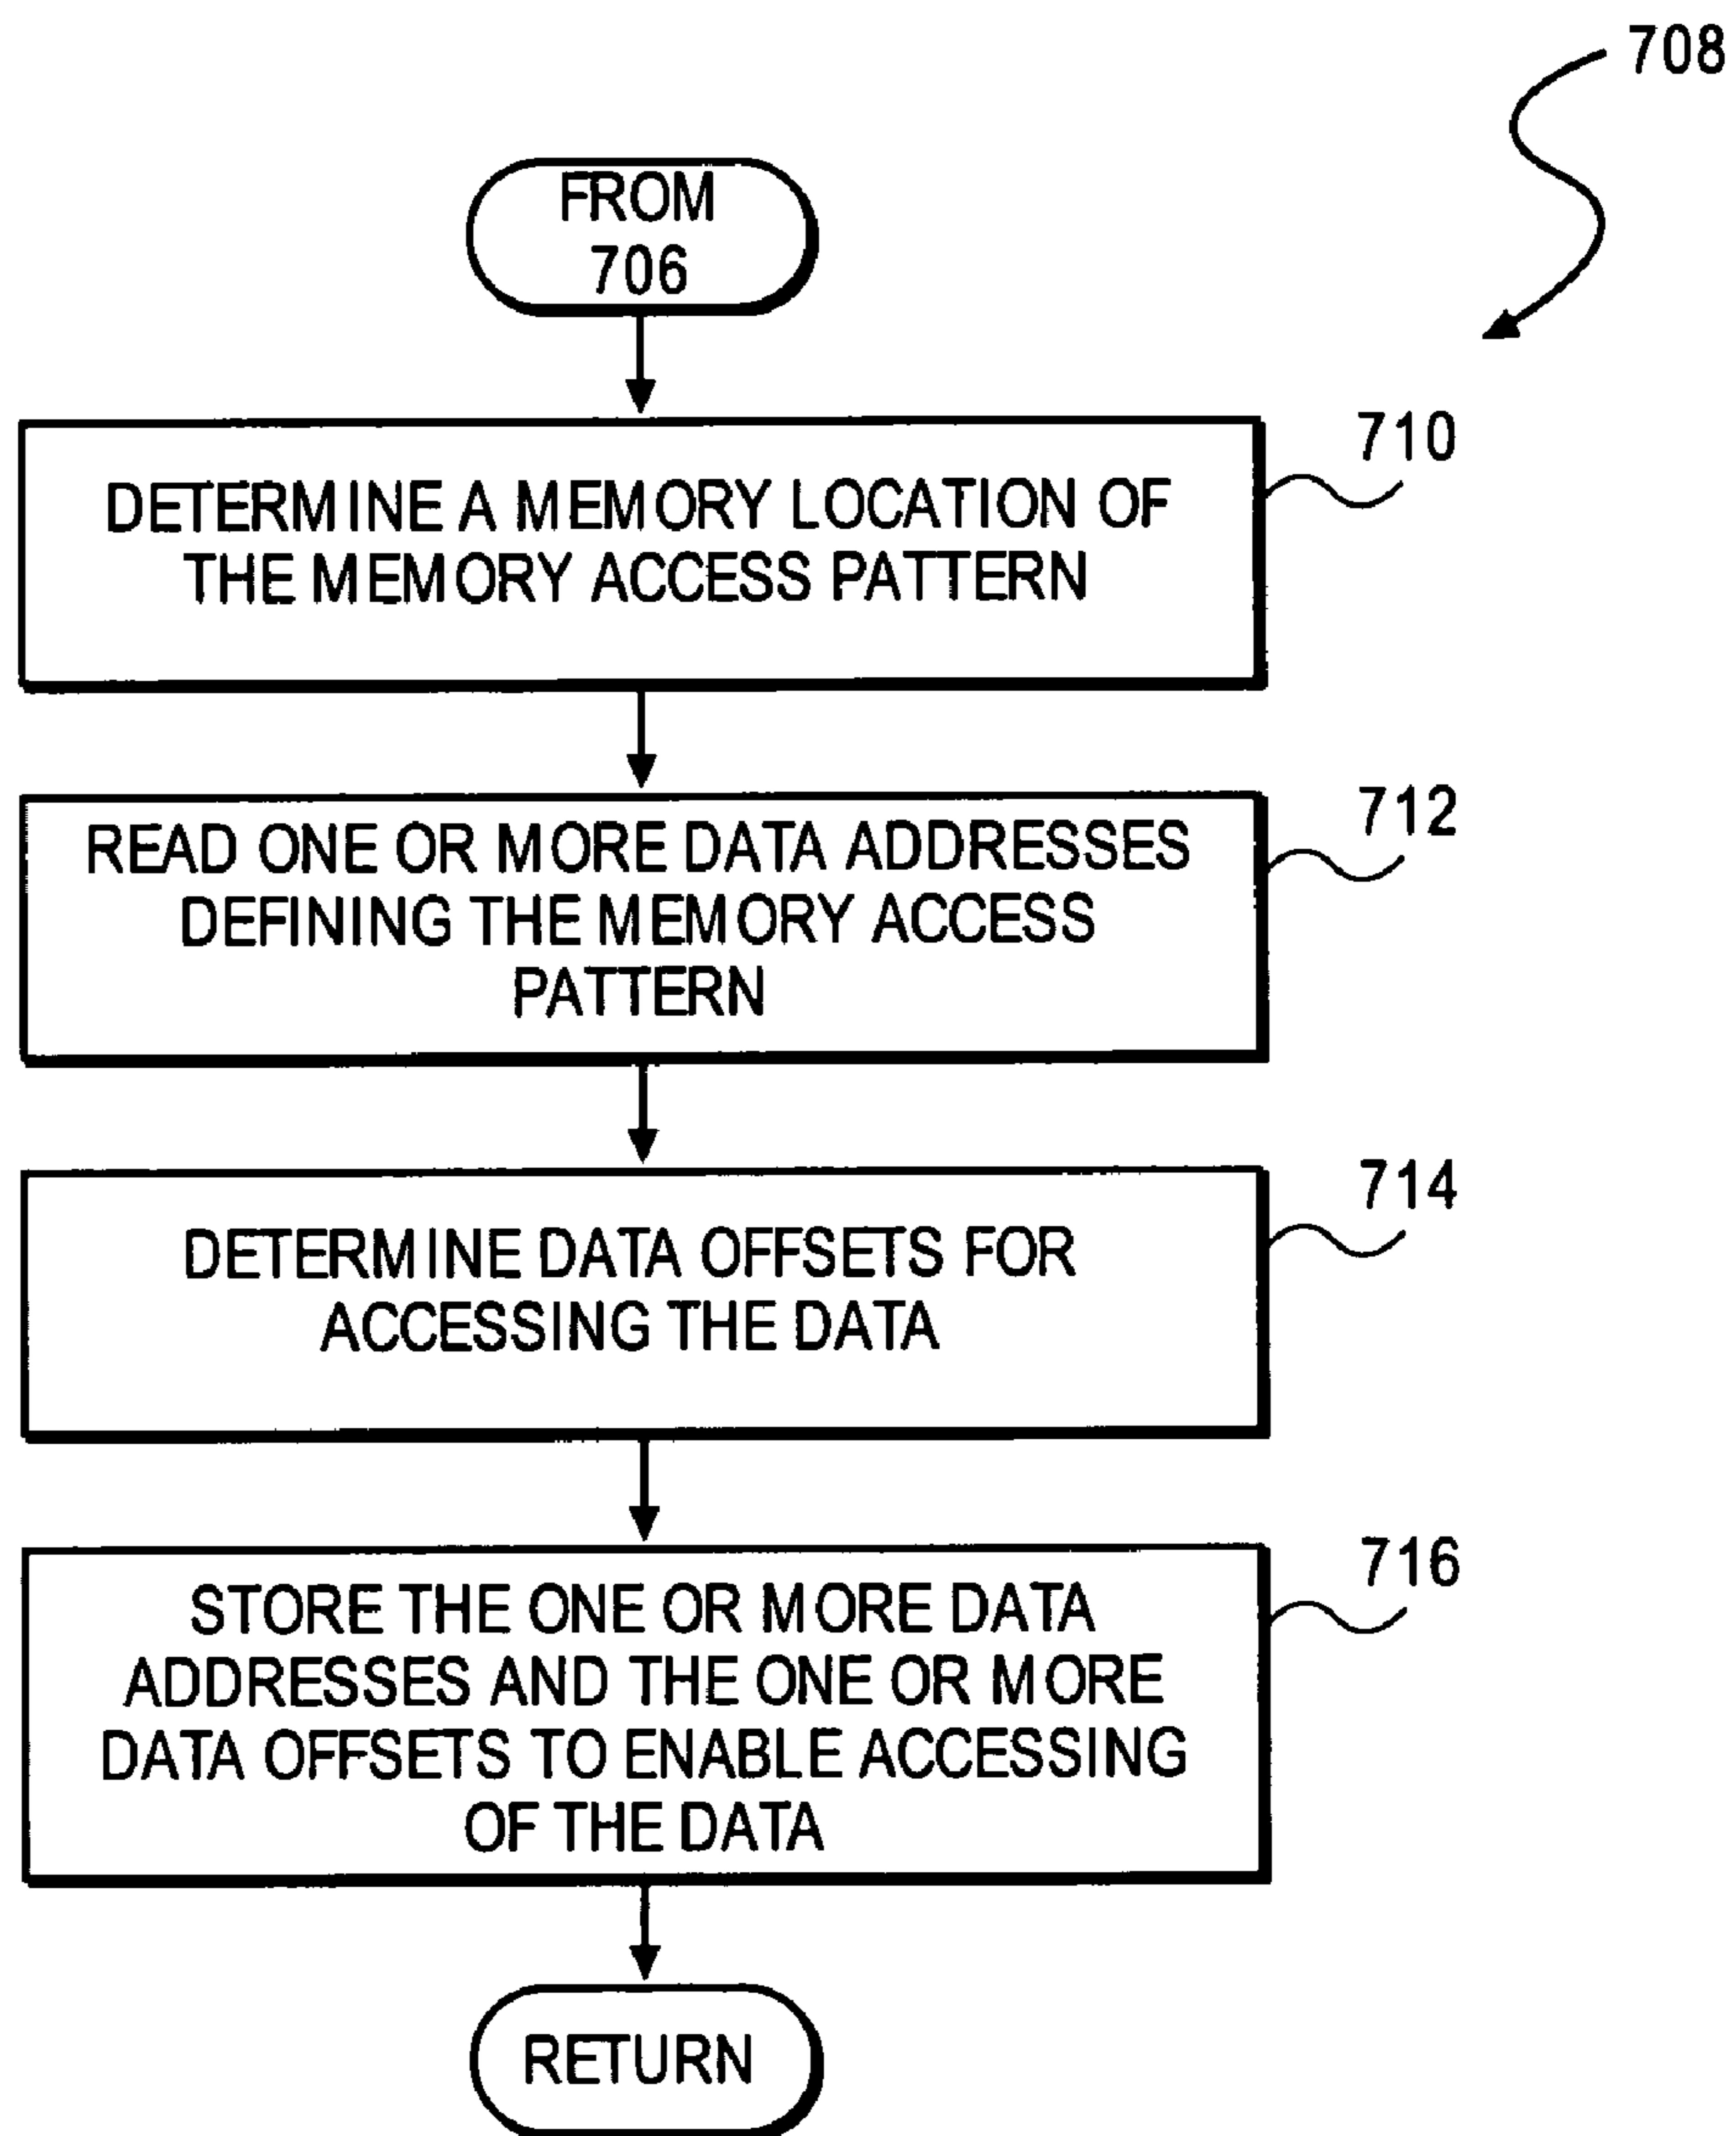 708
FROM
706
710
DETERMINE A MEMORY LOCATION OF
THE MEMORY ACCESS PATTERN
712
READ ONE OR MORE DATA ADDRESSES
DEFINING THE MEMORY ACCESS
PATTERN
714
DETERMINE DATA OFFSETS FOR
ACCESSING THE DATA
716
STORE THE ONE OR MORE DATA
ADDRESSES AND THE ONE OR MORE
DATA OFFSETS TO ENABLE ACCESSING
OF THE DATA
RETURN